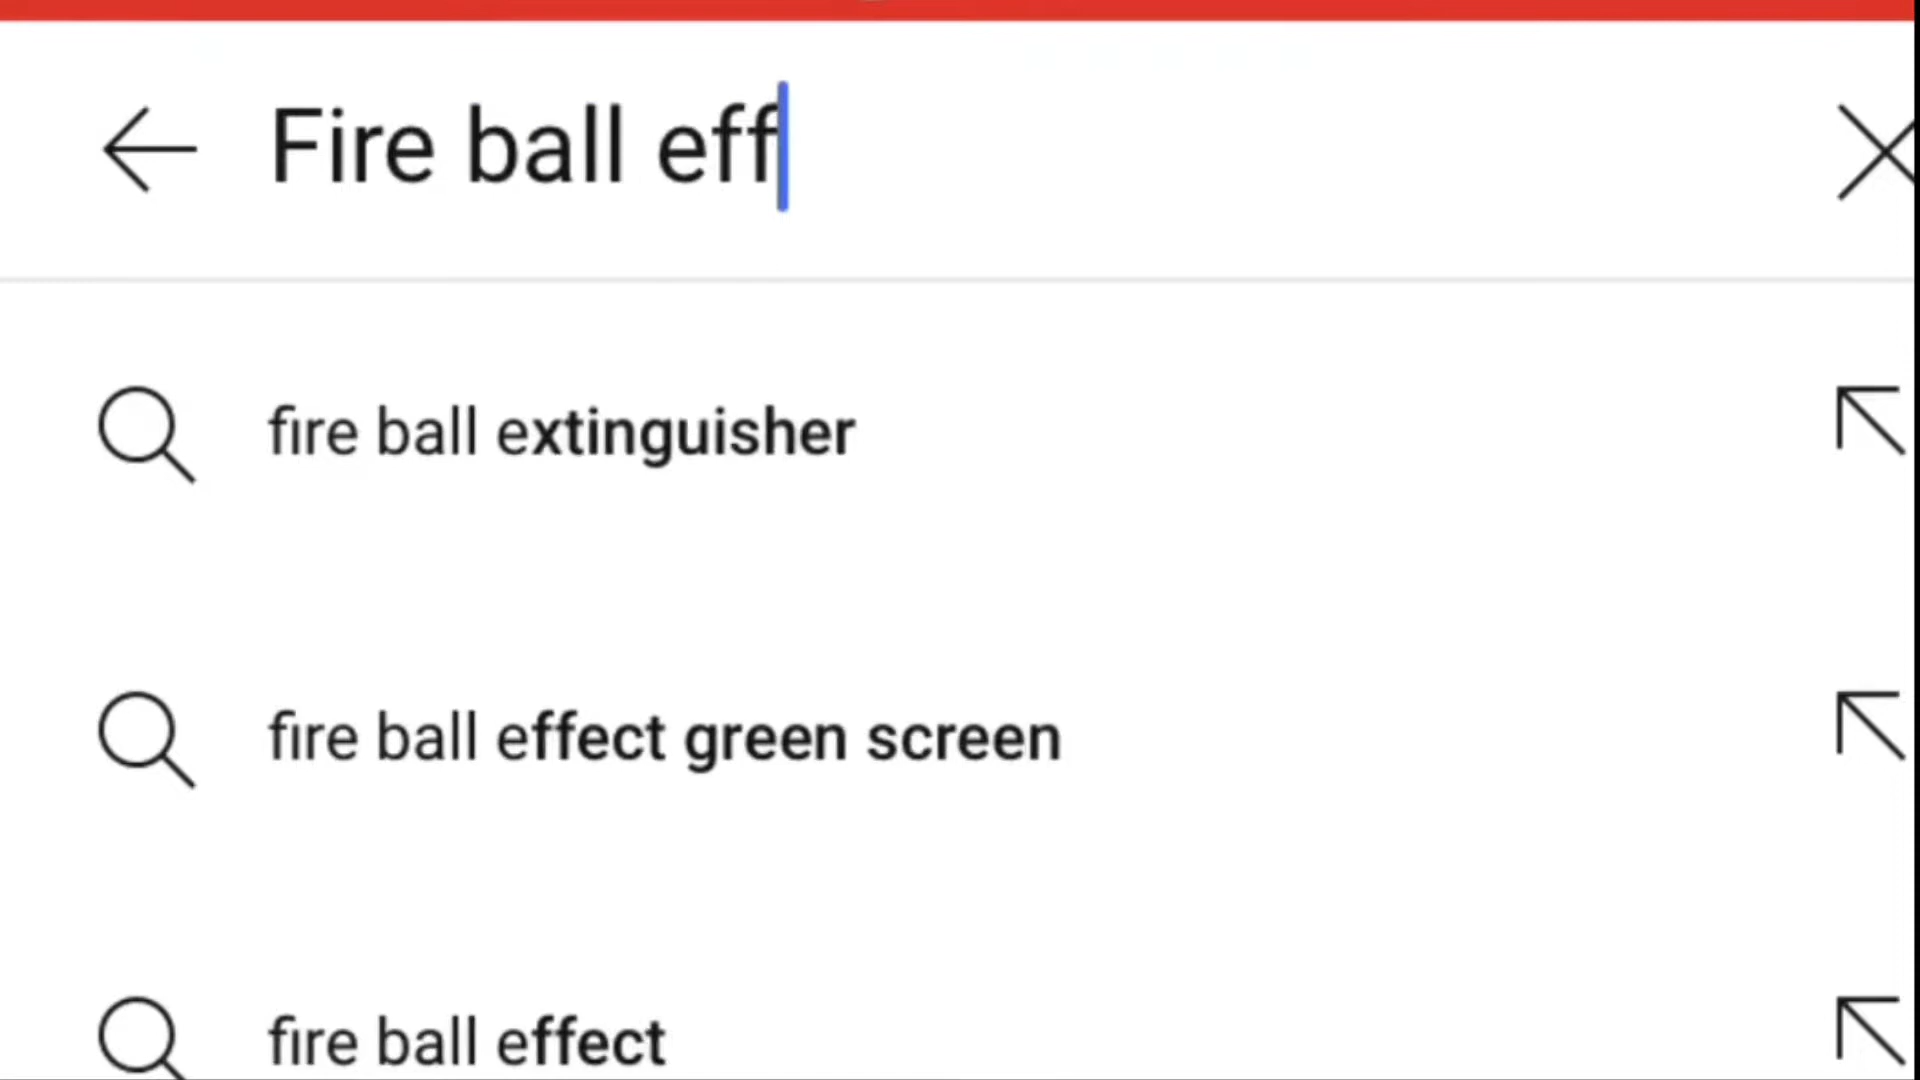 Fire ball eff
fire ball extinguisher
fire ball effect green screen
fire ball effect